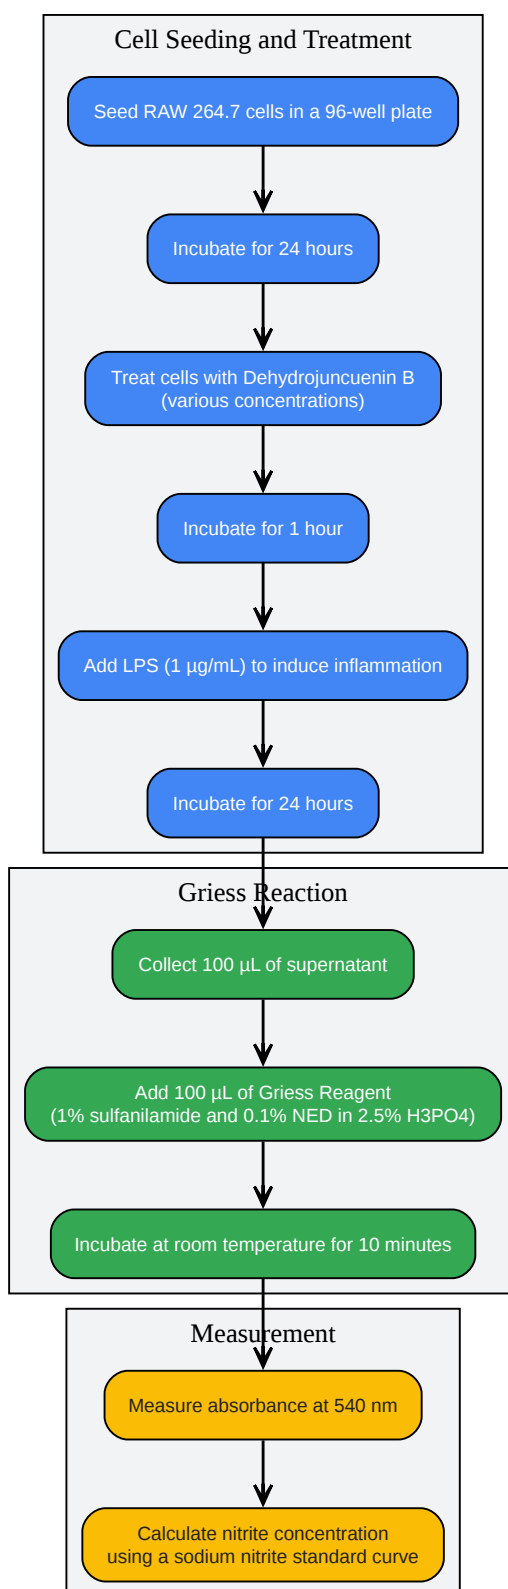 Cell Seeding and Treatment
Seed RAW 264.7 cells in a 96-well plate
Incubate for 24 hours
Treat cells with Dehydrojuncuenin B
(various concentrations)
Incubate for 1 hour
Add LPS (1 µg/mL) to induce inflammation
Incubate for 24 hours
Griess Reaction
Collect 100 µL of supernatant
Add 100 µL of Griess Reagent
(1% sulfanilamide and 0.1% NED in 2.5% H3PO4)
Incubate at room temperature for 10 minutes
Measurement
Measure absorbance at 540 nm
Calculate nitrite concentration
using a sodium nitrite standard curve